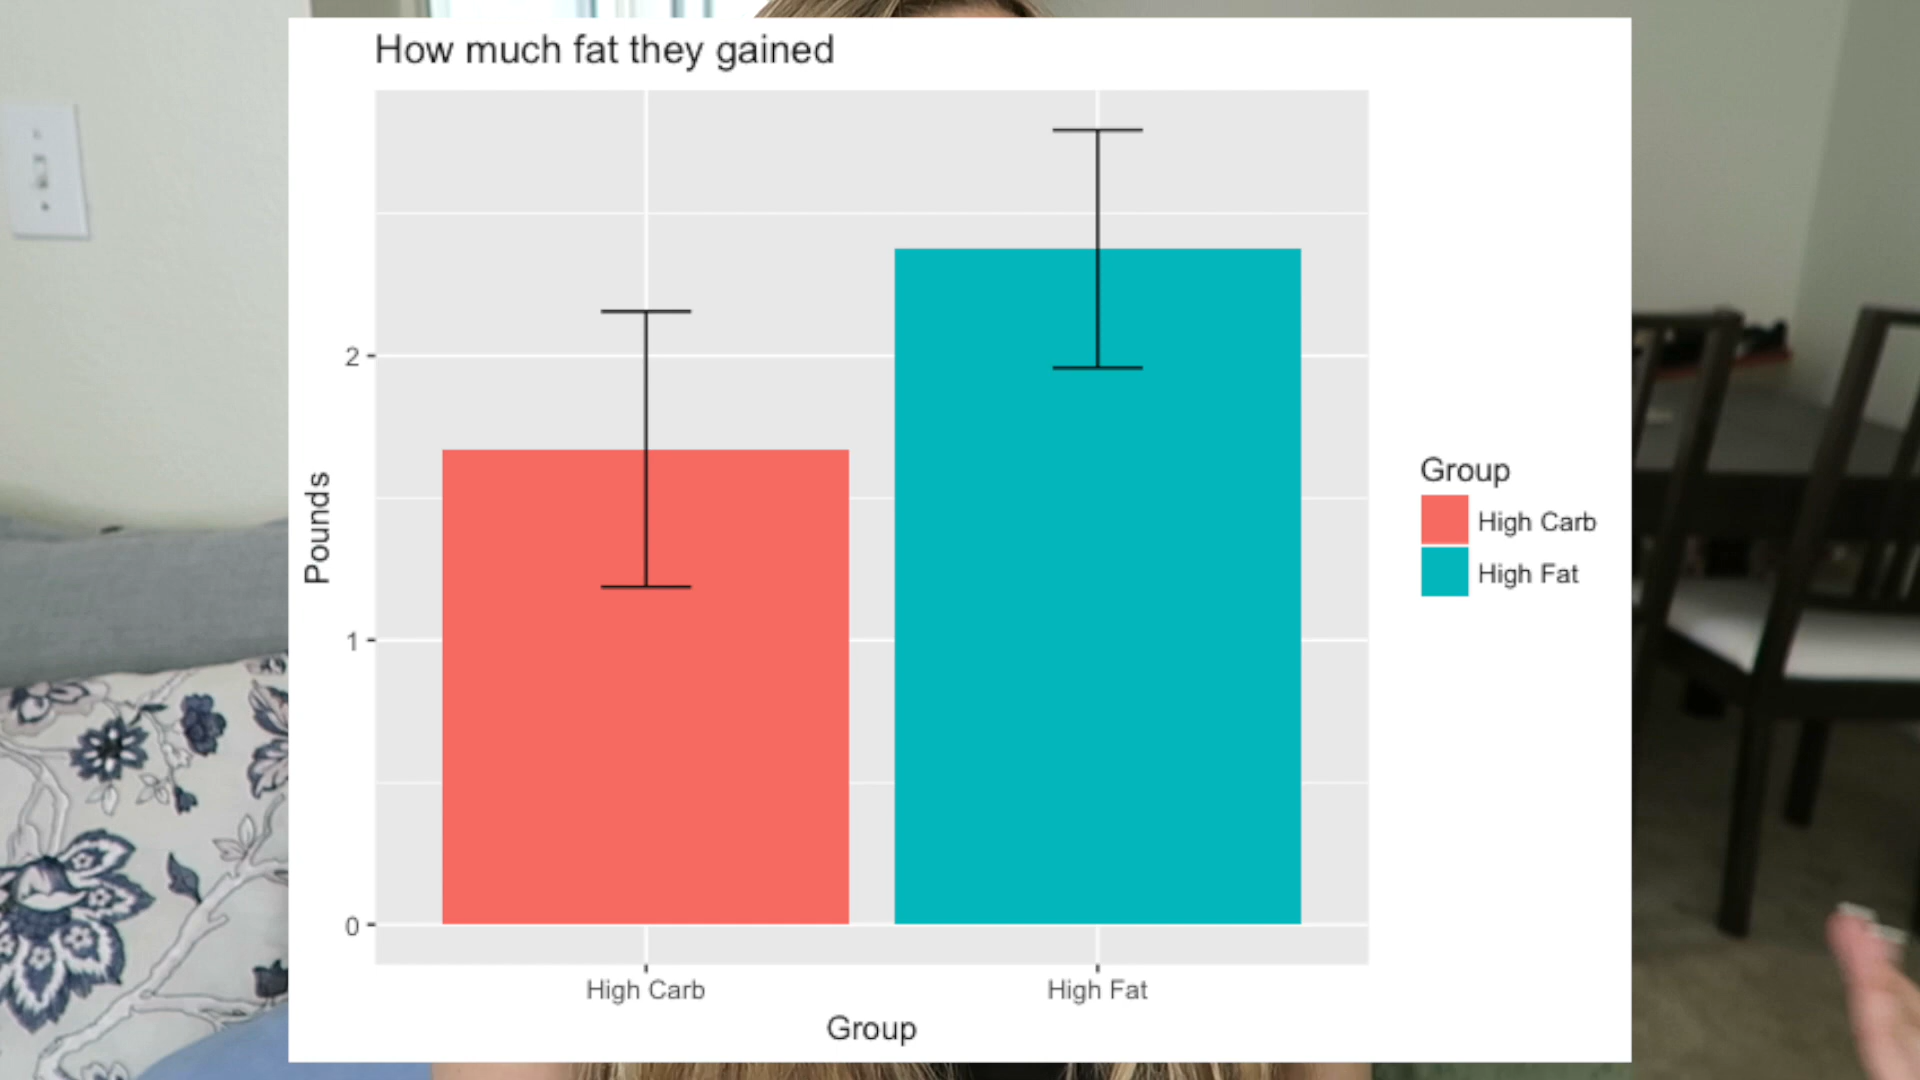 How much fat they gained
2
1
0
Pounds
High Carb
High Fat
Group
Group
High Carb
High Fat